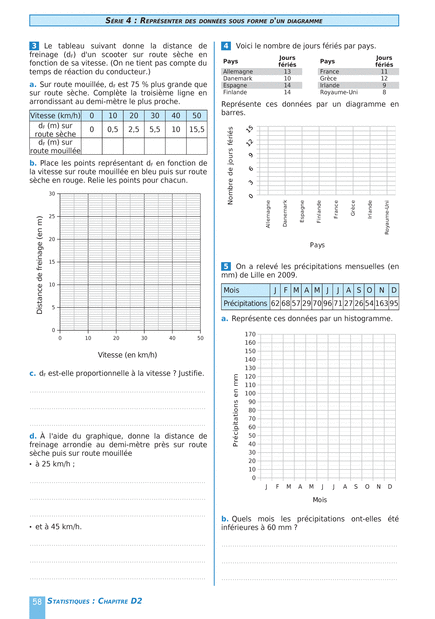 SÉRIE 4 : REPRÉSENTER DES DONNÉES SOUS FORME D'UN DIAGRAMME
3 Le tableau suivant donne la distance de
freinage (dF) d'un scooter sur route sèche en
fonction de sa vitesse. (On ne tient pas compte du
temps de réaction du conducteur.)
a. Sur route mouillée, dF est 75 % plus grande que
sur route sèche. Complète la troisième ligne en
arrondissant au demi-mètre le plus proche.
Vitesse (km/h) 0 10 20 30 40 50
dF (m) sur
route sèche 0 0,5 2,5 5,5 10 15,5
dF (m) sur
route mouillée
b. Place les points représentant dF en fonction de
la vitesse sur route mouillée en bleu puis sur route
sèche en rouge. Relie les points pour chacun.
Distance de freinage (en m)
30
25
20
15
10
5
0
0 10 20 30 40 50
Vitesse (en km/h)
c. dF est-elle proportionnelle à la vitesse ? Justifie.
d. À l'aide du graphique, donne la distance de
freinage arrondie au demi-mètre près sur route
sèche puis sur route mouillée
• à 25 km/h ;
• et à 45 km/h.
4 Voici le nombre de jours fériés par pays.
Pays Jours fériés Pays Jours fériés
Allemagne 13 France 11
Danemark 10 Grèce 12
Espagne 14 Irlande 9
Finlande 14 Royaume-Uni 8
Représente ces données par un diagramme en
barres.
Nombre de jours fériés
15
12
9
6
3
0
Allemagne Danemark Espagne Finlande France Grèce Irlande Royaume-Uni
Pays
5 On a relevé les précipitations mensuelles (en
mm) de Lille en 2009.
Mois J F M A M J J A S O N D
Précipitations 62 68 57 29 70 96 71 27 26 54 163 95
a. Représente ces données par un histogramme.
Précipitations en mm
170
160
150
140
130
120
110
100
90
80
70
60
50
40
30
20
10
0
J F M A M J J A S O N D
Mois
b. Quels mois les précipitations ont-elles été
inférieures à 60 mm ?
58 STATISTIQUES : CHAPITRE D2